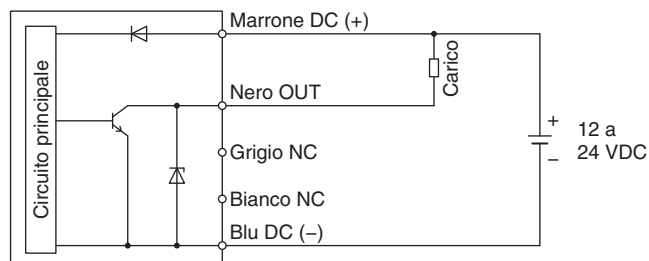 Marrone DC (+)
Circuito principale
Carico
Nero OUT
+
12 a
24 VDC
−
Grigio NC
Bianco NC
Blu DC (−)